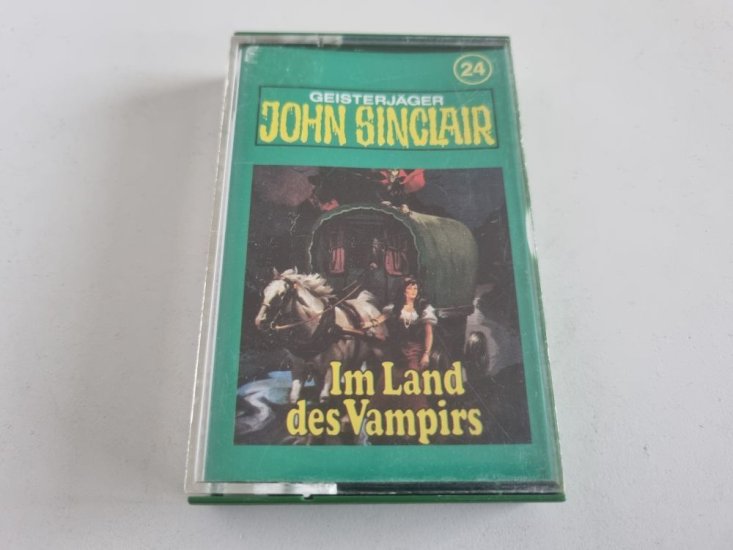 24
GEISTERJÄGER
JOHN SINCLAIR
Im Land
des Vampirs